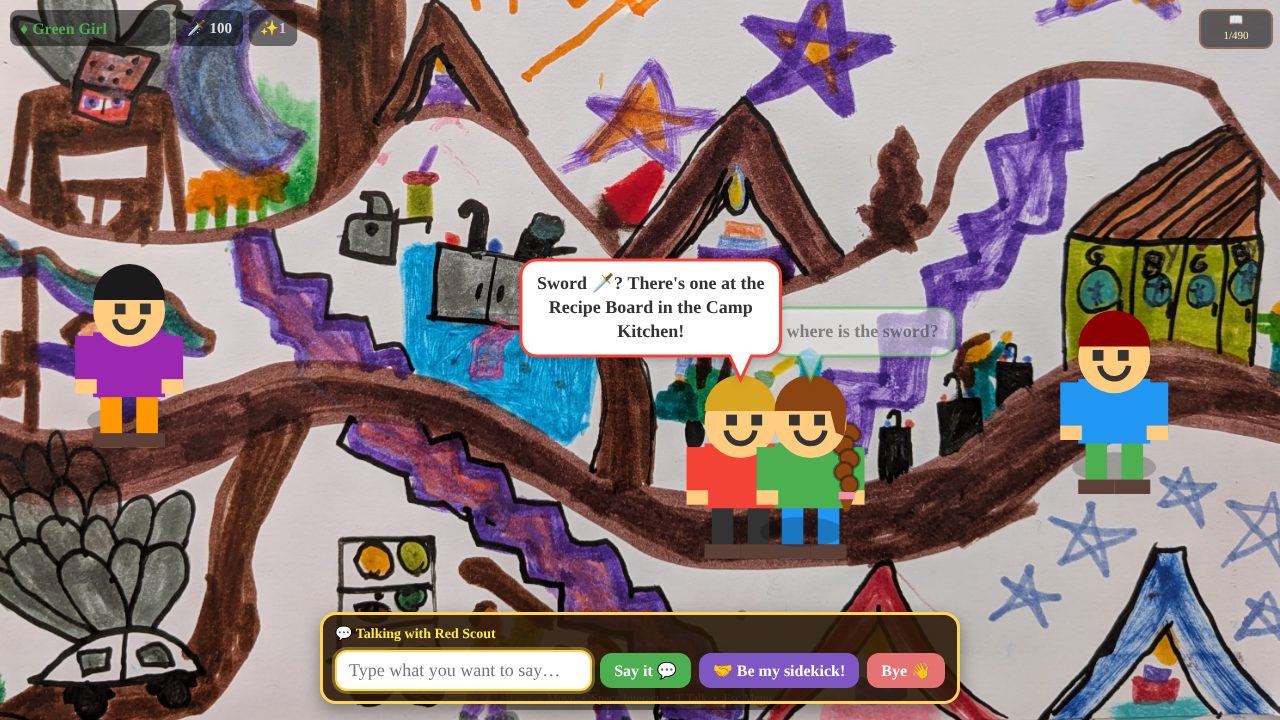 ♦ Green Girl
🗡️ 100
✨1
📖
1/490
Sword 🗡️? There's one at the
Recipe Board in the Camp
Kitchen!
where is the sword?
💬 Talking with Red Scout
Type what you want to say…
Say it 💬
🤝 Be my sidekick!
Bye 👋